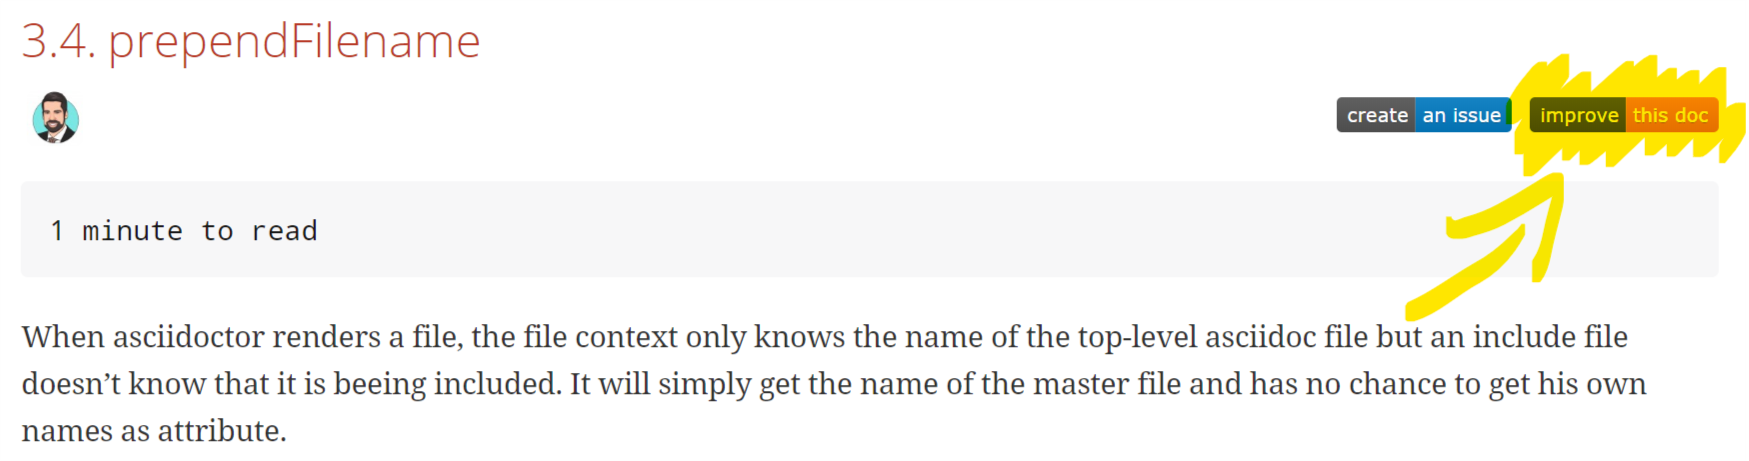 3.4. prependFilename
create an issue improve this doc
1 minute to read
When asciidoctor renders a file, the file context only knows the name of the top-level asciidoc file but an include file
doesn’t know that it is beeing included. It will simply get the name of the master file and has no chance to get his own
names as attribute.